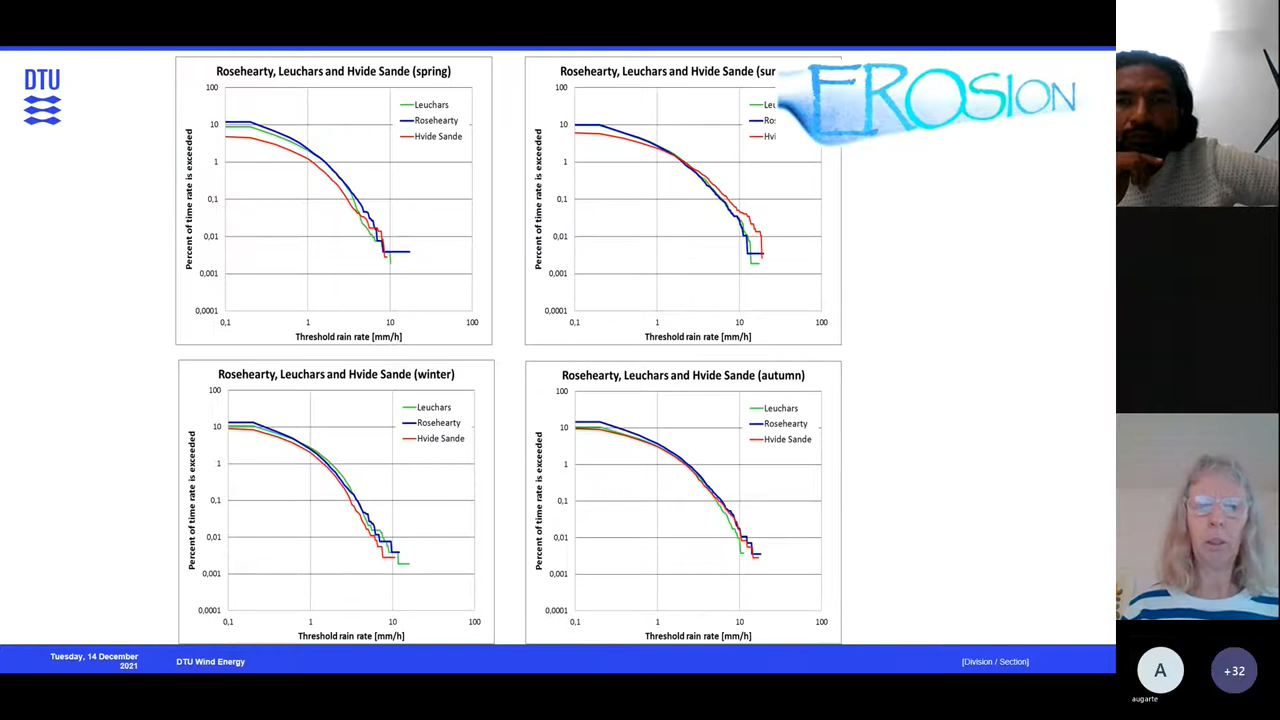 DTU
EROSION
Rosehearty, Leuchars and Hvide Sande (spring)
Percent of time rate is exceeded
100
10
1
0,1
0,01
0,001
0,0001
Leuchars
Rosehearty
Hvide Sande
0,1
1
10
100
Threshold rain rate [mm/h]
Rosehearty, Leuchars and Hvide Sande (sur
Percent of time rate is exceeded
100
10
1
0,1
0,01
0,001
0,0001
Leu
Ros
Hvi
0,1
1
10
100
Threshold rain rate [mm/h]
Rosehearty, Leuchars and Hvide Sande (winter)
Percent of time rate is exceeded
100
10
1
0,1
0,01
0,001
0,0001
Leuchars
Rosehearty
Hvide Sande
0,1
1
10
100
Threshold rain rate [mm/h]
Rosehearty, Leuchars and Hvide Sande (autumn)
Percent of time rate is exceeded
100
10
1
0,1
0,01
0,001
0,0001
Leuchars
Rosehearty
Hvide Sande
0,1
1
10
100
Threshold rain rate [mm/h]
Tuesday, 14 December
2021
DTU Wind Energy
[Division / Section]
A
augarte
+32